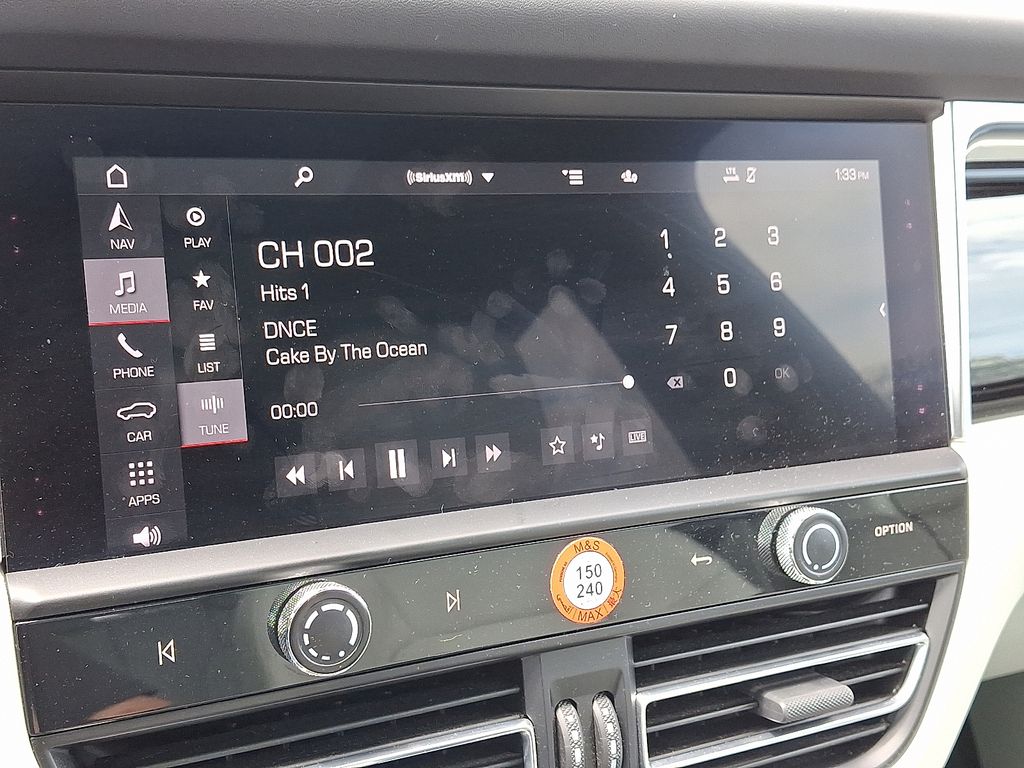 SiriusXM
LTE
1:33 PM
NAV
MEDIA
PHONE
CAR
APPS
PLAY
FAV
LIST
TUNE
CH 002
Hits 1
DNCE
Cake By The Ocean
00:00
LIVE
1 2 3
4 5 6
7 8 9
0 OK
OPTION
M&S
150
240
MAX